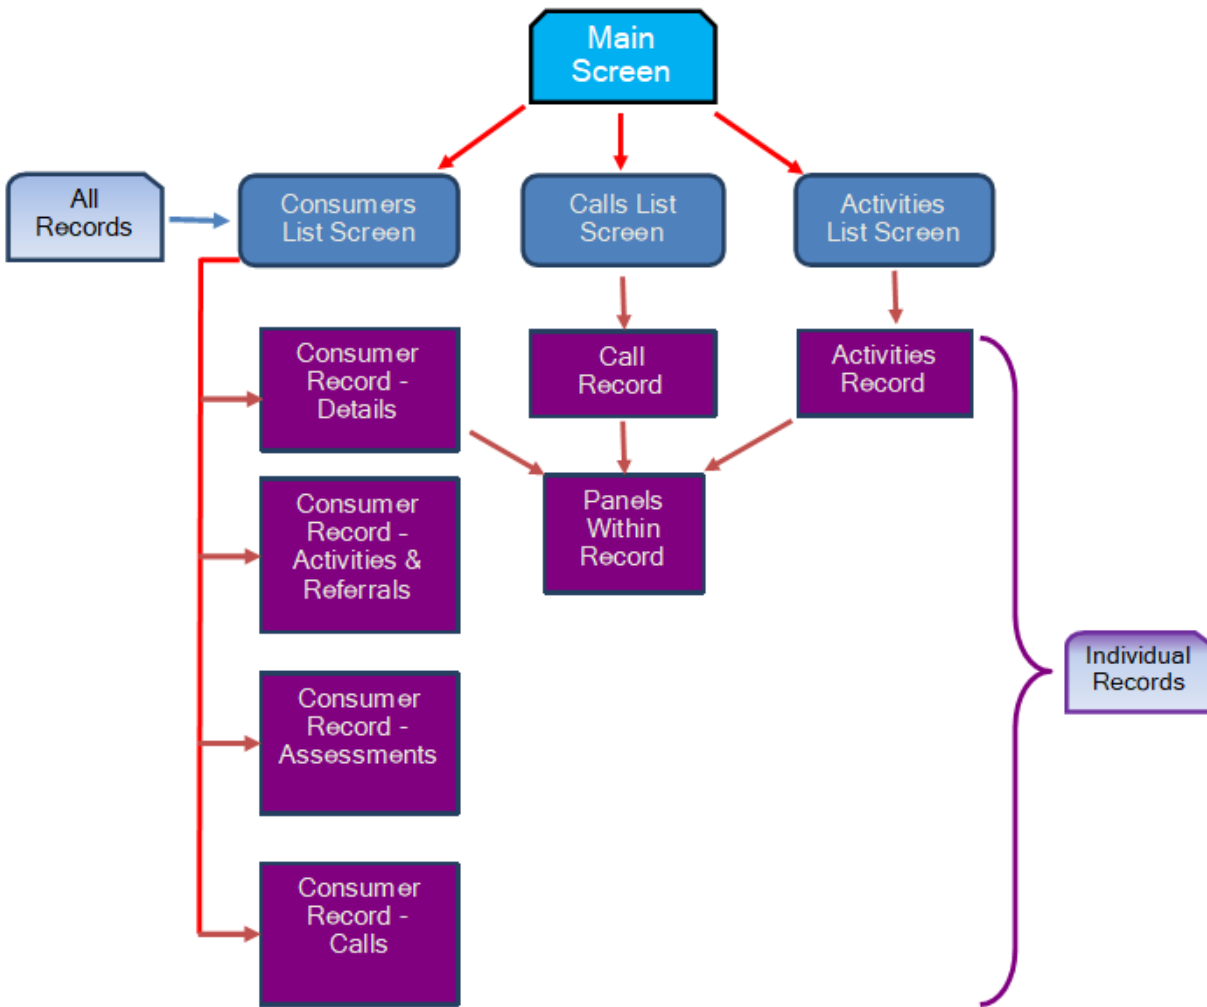 Main
Screen
All
Records
Consumers
List Screen
Calls List
Screen
Activities
List Screen
Consumer
Record -
Details
Call
Record
Activities
Record
Consumer
Record –
Activities &
Referrals
Panels
Within
Record
Individual
Records
Consumer
Record -
Assessments
Consumer
Record -
Calls